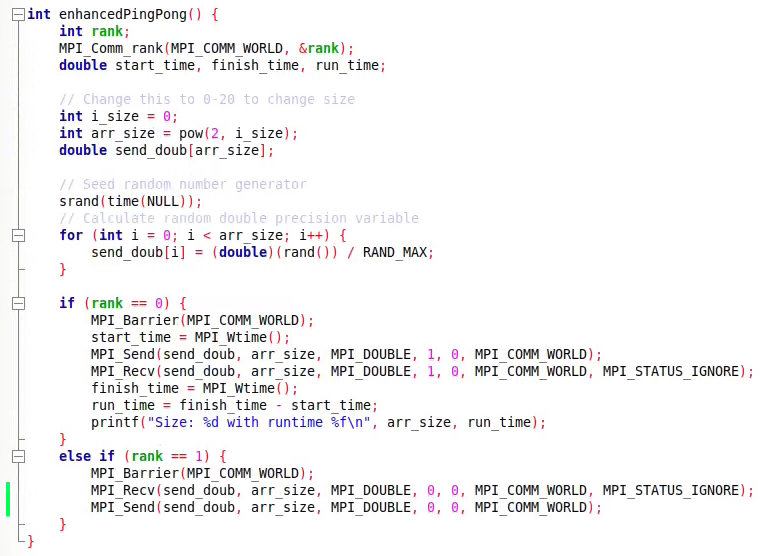 int enhancedPingPong() {
    int rank;
    MPI_Comm_rank(MPI_COMM_WORLD, &rank);
    double start_time, finish_time, run_time;

    // Change this to 0-20 to change size
    int i_size = 0;
    int arr_size = pow(2, i_size);
    double send_doub[arr_size];

    // Seed random number generator
    srand(time(NULL));
    // Calculate random double precision variable
    for (int i = 0; i < arr_size; i++) {
        send_doub[i] = (double)(rand()) / RAND_MAX;
    }

    if (rank == 0) {
        MPI_Barrier(MPI_COMM_WORLD);
        start_time = MPI_Wtime();
        MPI_Send(send_doub, arr_size, MPI_DOUBLE, 1, 0, MPI_COMM_WORLD);
        MPI_Recv(send_doub, arr_size, MPI_DOUBLE, 1, 0, MPI_COMM_WORLD, MPI_STATUS_IGNORE);
        finish_time = MPI_Wtime();
        run_time = finish_time - start_time;
        printf("Size: %d with runtime %f\n", arr_size, run_time);
    }
    else if (rank == 1) {
        MPI_Barrier(MPI_COMM_WORLD);
        MPI_Recv(send_doub, arr_size, MPI_DOUBLE, 0, 0, MPI_COMM_WORLD, MPI_STATUS_IGNORE);
        MPI_Send(send_doub, arr_size, MPI_DOUBLE, 0, 0, MPI_COMM_WORLD);
    }
}